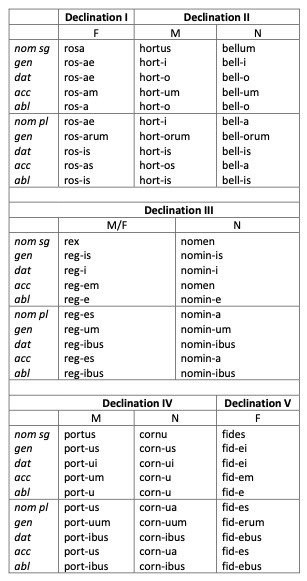 Declination I Declination II
F M N
nom sg rosa hortus bellum
gen ros-ae hort-i bell-i
dat ros-ae hort-o bell-o
acc ros-am hort-um bell-um
abl ros-a hort-o bell-o
nom pl ros-ae hort-i bell-a
gen ros-arum hort-orum bell-orum
dat ros-is hort-is bell-is
acc ros-as hort-os bell-a
abl ros-is hort-is bell-is
Declination III
M/F N
nom sg rex nomen
gen reg-is nomin-is
dat reg-i nomin-i
acc reg-em nomen
abl reg-e nomin-e
nom pl reg-es nomin-a
gen reg-um nomin-um
dat reg-ibus nomin-ibus
acc reg-es nomin-a
abl reg-ibus nomin-ibus
Declination IV Declination V
M N F
nom sg portus cornu fides
gen port-us corn-us fid-ei
dat port-ui corn-ui fid-ei
acc port-um corn-u fid-em
abl port-u corn-u fid-e
nom pl port-us corn-ua fid-es
gen port-uum corn-uum fid-erum
dat port-ibus corn-ibus fid-ebus
acc port-us corn-ua fid-es
abl port-ibus corn-ibus fid-ebus